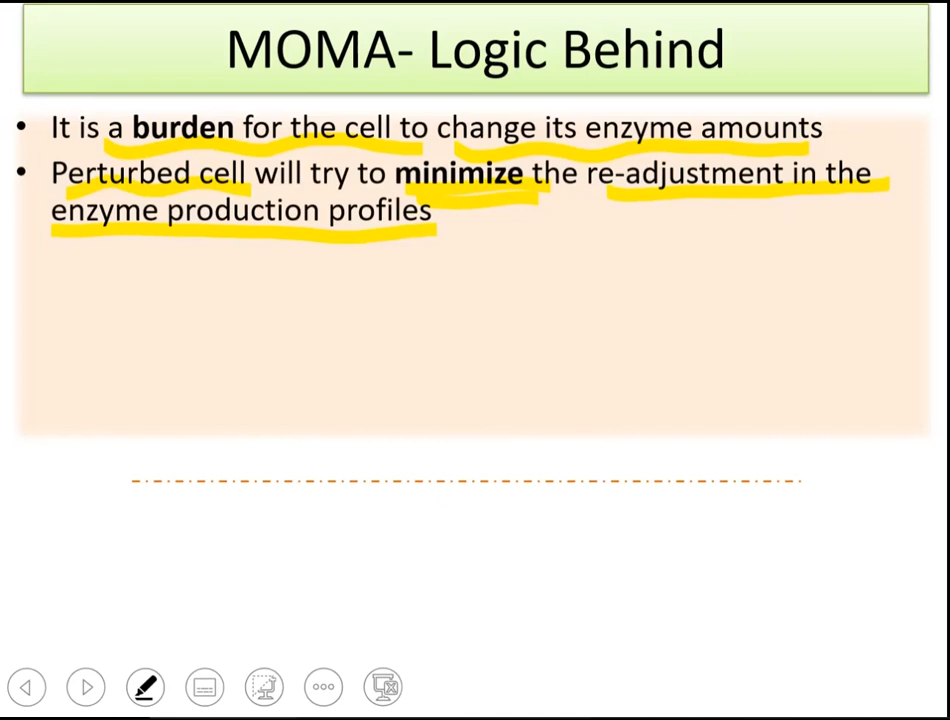 MOMA- Logic Behind
• It is a burden for the cell to change its enzyme amounts
• Perturbed cell will try to minimize the re-adjustment in the
enzyme production profiles